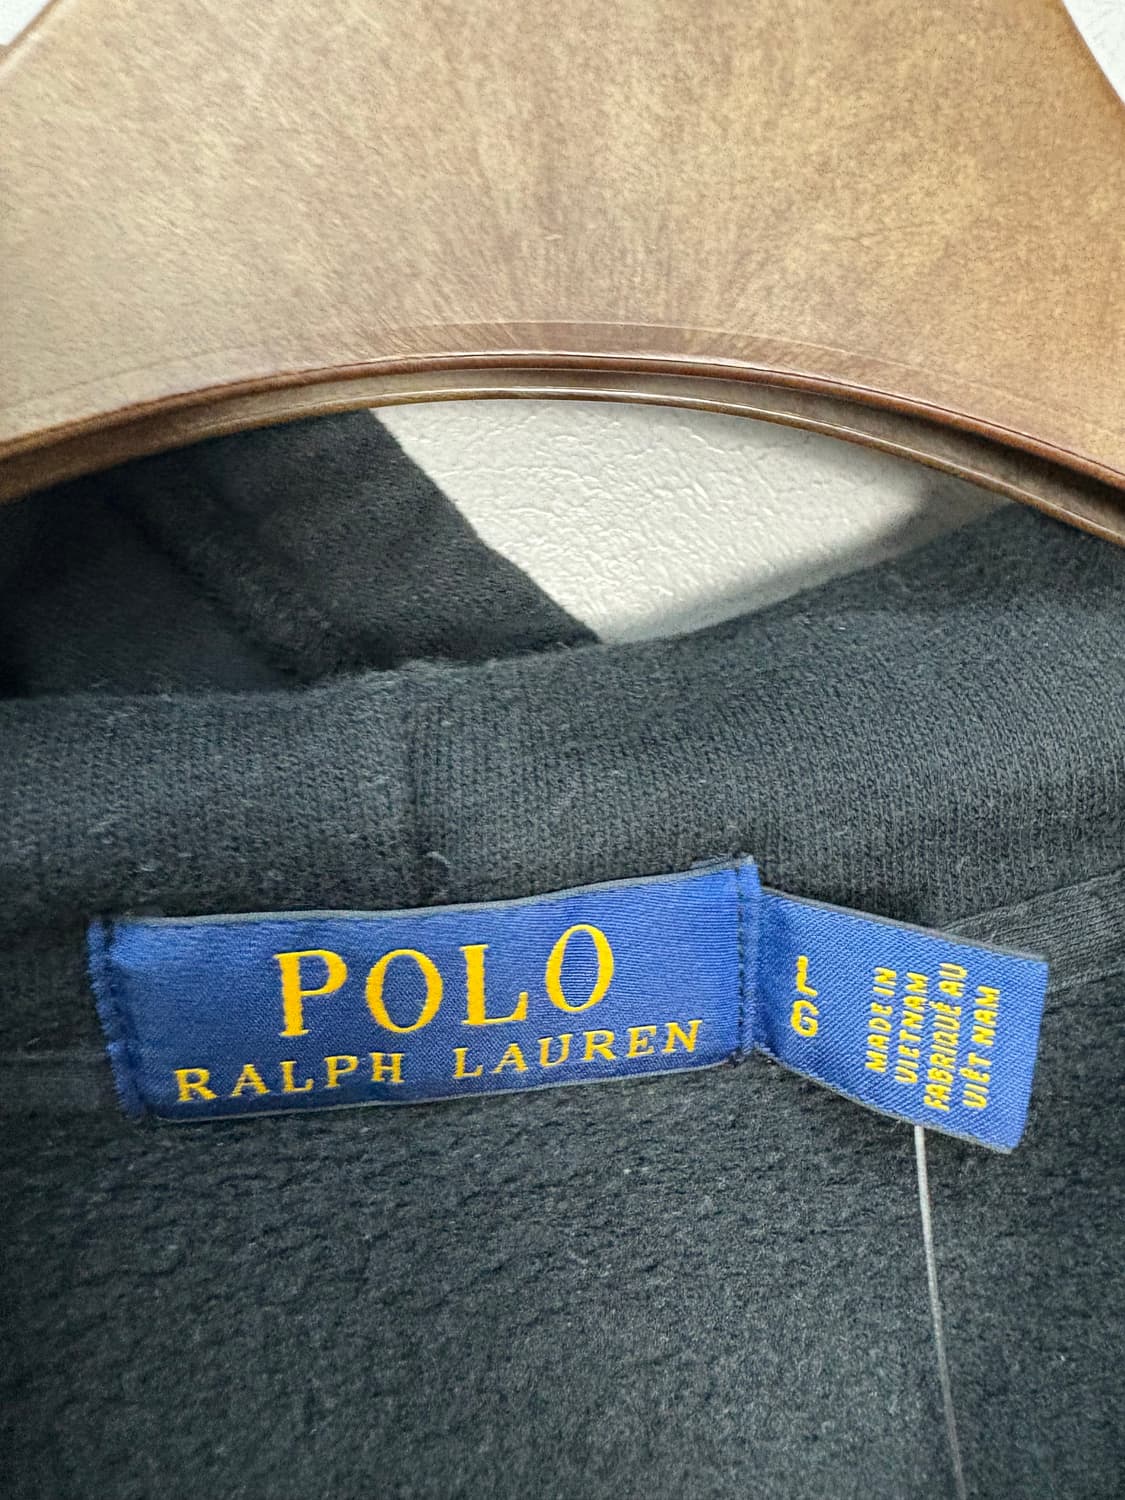 POLO
RALPH LAUREN
L
G
MADE IN
VIETNAM
FABRIQUÉ AU
VIÊT NAM